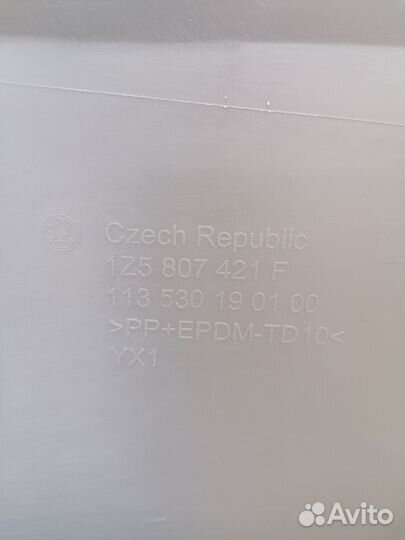 Czech Republic
1Z5 807 421 F
113 530 19 01 00
>PP+EPDM-TD10<
YX1
Avito